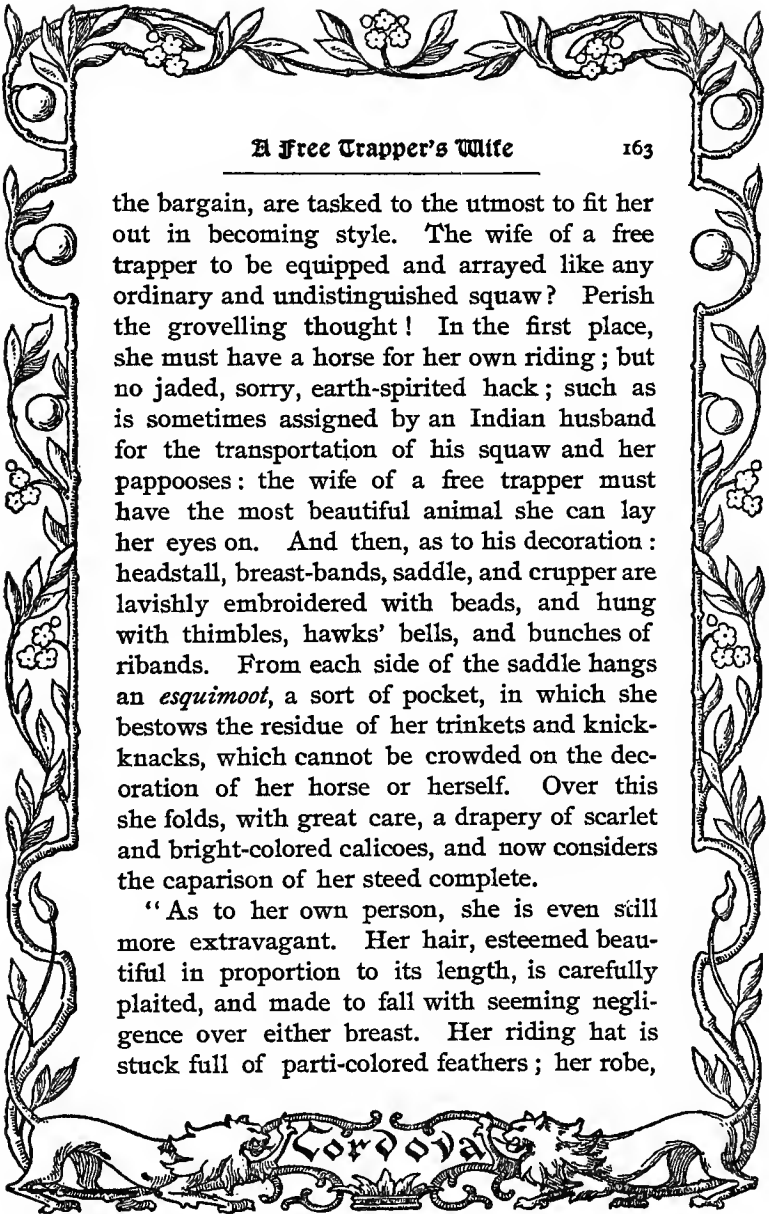 A Free Trapper's Wife 163
the bargain, are tasked to the utmost to fit her
out in becoming style. The wife of a free
trapper to be equipped and arrayed like any
ordinary and undistinguished squaw? Perish
the grovelling thought! In the first place,
she must have a horse for her own riding; but
no jaded, sorry, earth-spirited hack; such as
is sometimes assigned by an Indian husband
for the transportation of his squaw and her
pappooses: the wife of a free trapper must
have the most beautiful animal she can lay
her eyes on. And then, as to his decoration:
headstall, breast-bands, saddle, and crupper are
lavishly embroidered with beads, and hung
with thimbles, hawks' bells, and bunches of
ribands. From each side of the saddle hangs
an esquimoot, a sort of pocket, in which she
bestows the residue of her trinkets and knick-
knacks, which cannot be crowded on the dec-
oration of her horse or herself. Over this
she folds, with great care, a drapery of scarlet
and bright-colored calicoes, and now considers
the caparison of her steed complete.
"As to her own person, she is even still
more extravagant. Her hair, esteemed beau-
tiful in proportion to its length, is carefully
plaited, and made to fall with seeming negli-
gence over either breast. Her riding hat is
stuck full of parti-colored feathers; her robe,
Cordova